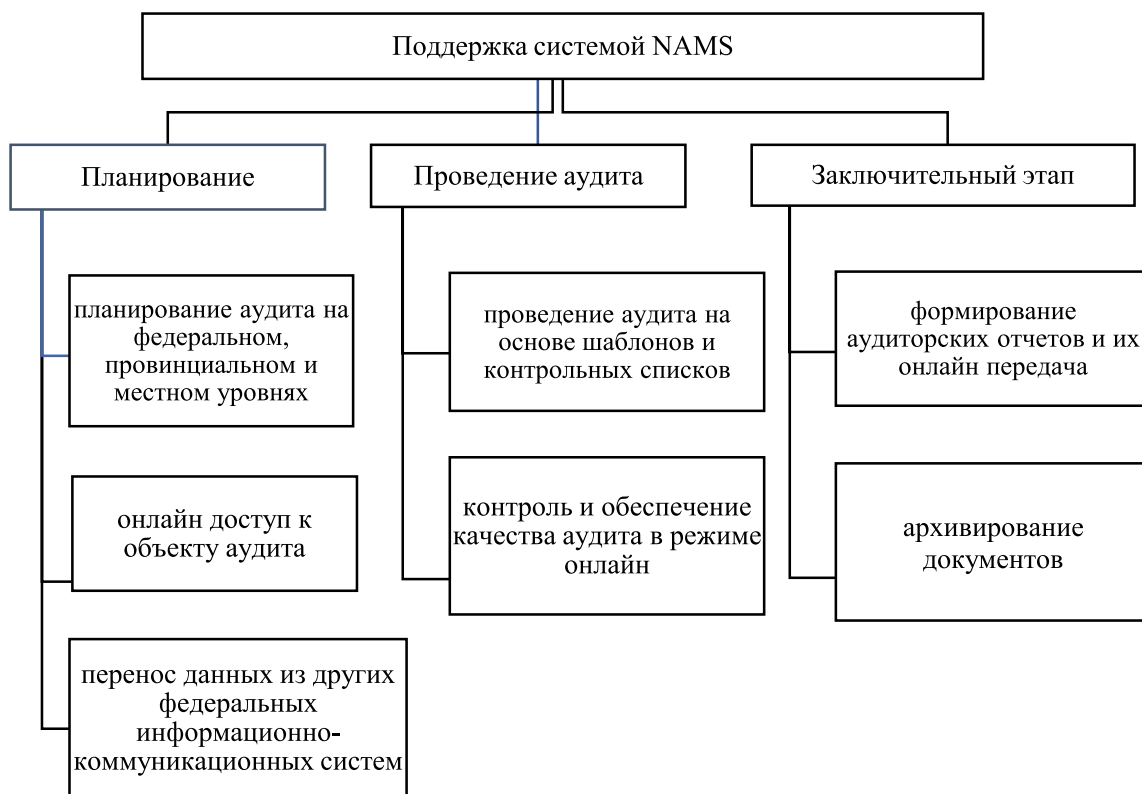 Поддержка системой NAMS
Планирование
Проведение аудита
Заключительный этап
планирование аудита на
федеральном,
провинциальном и
местном уровнях
онлайн доступ к
объекту аудита
перенос данных из других
федеральных
информационно-
коммуникационных систем
проведение аудита на
основе шаблонов и
контрольных списков
контроль и обеспечение
качества аудита в режиме
онлайн
формирование
аудиторских отчетов и их
онлайн передача
архивирование
документов